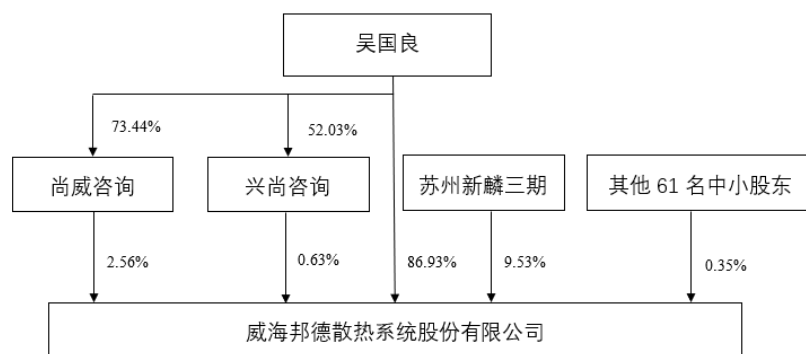 吴国良
73.44%
52.03%
尚威咨询
兴尚咨询
苏州新麟三期
其他 61 名中小股东
2.56%
0.63%
86.93%
9.53%
0.35%
威海邦德散热系统股份有限公司